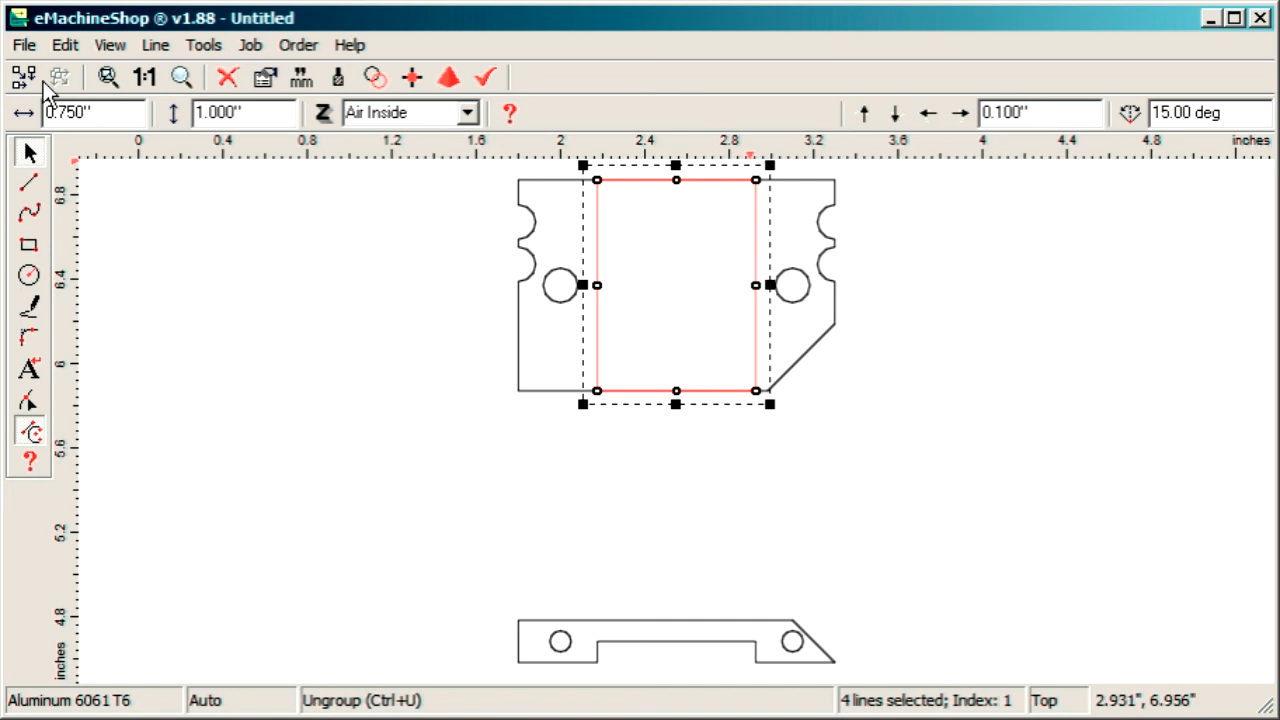 eMachineShop ® v1.88 - Untitled
File Edit View Line Tools Job Order Help
1:1 mm
0.750" 1.000" Z Air Inside ? 0.100" 15.00 deg
0 0.4 0.8 1.2 1.6 2 2.4 2.8 3.2 3.6 4 4.4 4.8 inches
6.8
6.4
6
5.6
5.2
4.8
inches
A
?
Aluminum 6061 T6 Auto Ungroup (Ctrl+U) 4 lines selected; Index: 1 Top 2.931", 6.956"